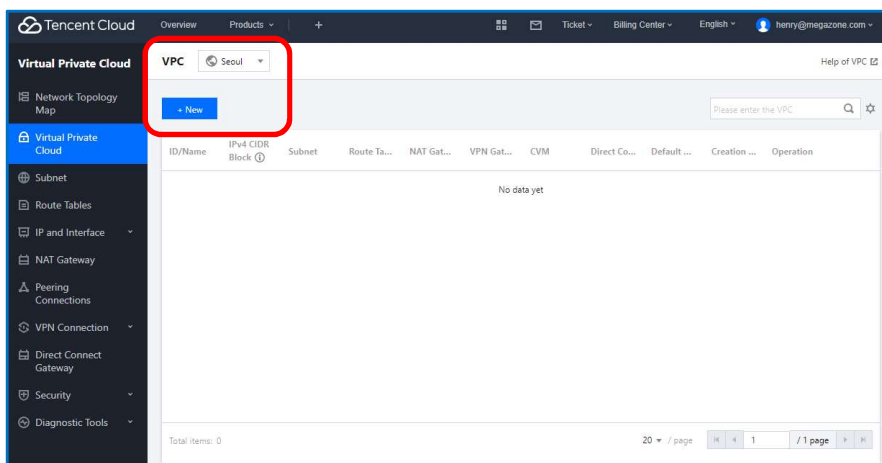 Tencent Cloud
Overview
Products
+
Ticket
Billing Center
English
henry@megazone.com
Virtual Private Cloud
VPC
Seoul
Help of VPC
Network Topology
Map
Virtual Private
Cloud
Subnet
Route Tables
IP and Interface
NAT Gateway
Peering
Connections
VPN Connection
Direct Connect
Gateway
Security
Diagnostic Tools
+ New
Please enter the VPC
ID/Name
IPv4 CIDR
Block
Subnet
Route Ta...
NAT Gat...
VPN Gat...
CVM
Direct Co...
Default ...
Creation ...
Operation
No data yet
Total items: 0
20 / page
1
/ 1 page